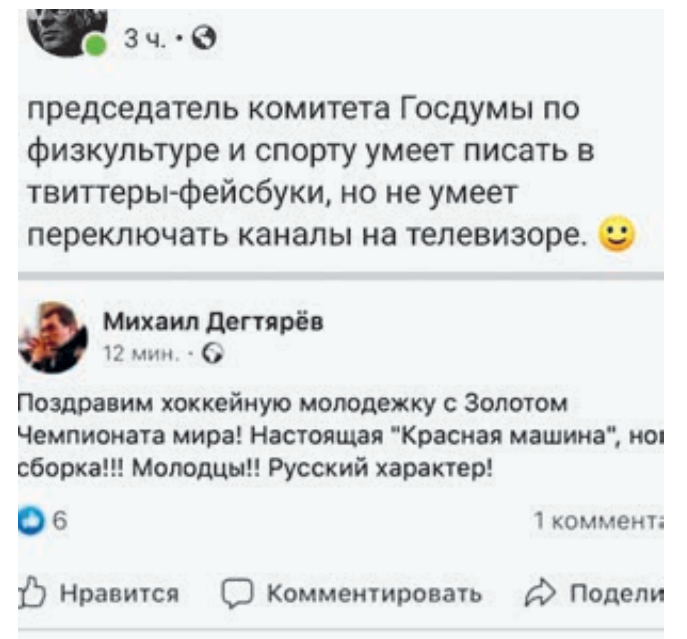 3 ч.
председатель комитета Госдумы по
физкультуре и спорту умеет писать в
твиттеры-фейсбуки, но не умеет
переключать каналы на телевизоре. 🙂
Михаил Дегтярёв
12 мин.
Поздравим хоккейную молодежку с Золотом
Чемпионата мира! Настоящая "Красная машина",
сборка!!! Молодцы!! Русский характер!
6
1
Нравится
Комментировать